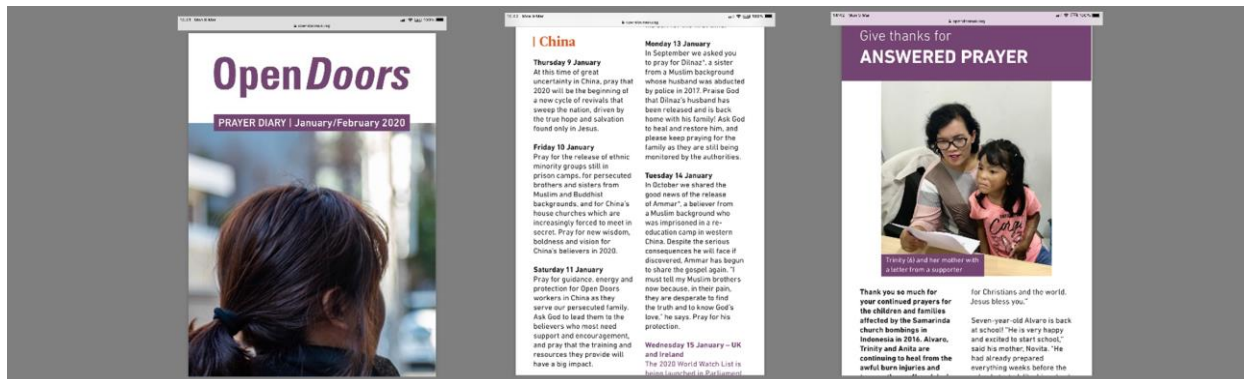 OpenDoors
PRAYER DIARY | January/February 2020
| China
Thursday 9 January
At this time of great
uncertainty in China, pray that
2020 will be the beginning of
a new cycle of revivals that
sweep the nation, driven by
the true hope and salvation
found only in Jesus.
Friday 10 January
Pray for the release of ethnic
minority groups still in
prison camps, for persecuted
brothers and sisters from
Muslim and Buddhist
backgrounds, and for China's
house churches which are
increasingly forced to meet in
secret. Pray for new wisdom,
boldness and vision for
China's believers in 2020.
Saturday 11 January
Pray for guidance, energy and
protection for Open Doors
workers in China as they
serve our persecuted family.
Ask God to lead them to the
believers who most need
support and encouragement,
and pray that the training and
resources they provide will
have a big impact.
Monday 13 January
In September we asked you
to pray for Dilnaz*, a sister
from a Muslim background
whose husband was abducted
by police in 2017. Praise God
that Dilnaz's husband has
been released and is back
home with his family! Ask God
to heal and restore him, and
please keep praying for the
family as they are still being
monitored by the authorities.
Tuesday 14 January
In October we shared the
good news of the release
of Ammar*, a believer from
a Muslim background who
was imprisoned in a re-
education camp in western
China. Despite the serious
consequences he will face if
discovered, Ammar has begun
to share the gospel again. "I
must tell my Muslim brothers
now because, in their pain,
they are desperate to find
the truth and to know God's
love," he says. Pray for his
protection.
Wednesday 15 January – UK
and Ireland
The 2020 World Watch List is
being launched in Parliament
Give thanks for
ANSWERED PRAYER
Trinity (6) and her mother with
a letter from a supporter
Thank you so much for
your continued prayers for
the children and families
affected by the Samarinda
church bombings in
Indonesia in 2016. Alvaro,
Trinity and Anita are
continuing to heal from the
awful burn injuries and
for Christians and the world.
Jesus bless you."
Seven-year-old Alvaro is back
at school! "He is very happy
and excited to start school,"
said his mother, Novita. "He
had already prepared
everything weeks before the